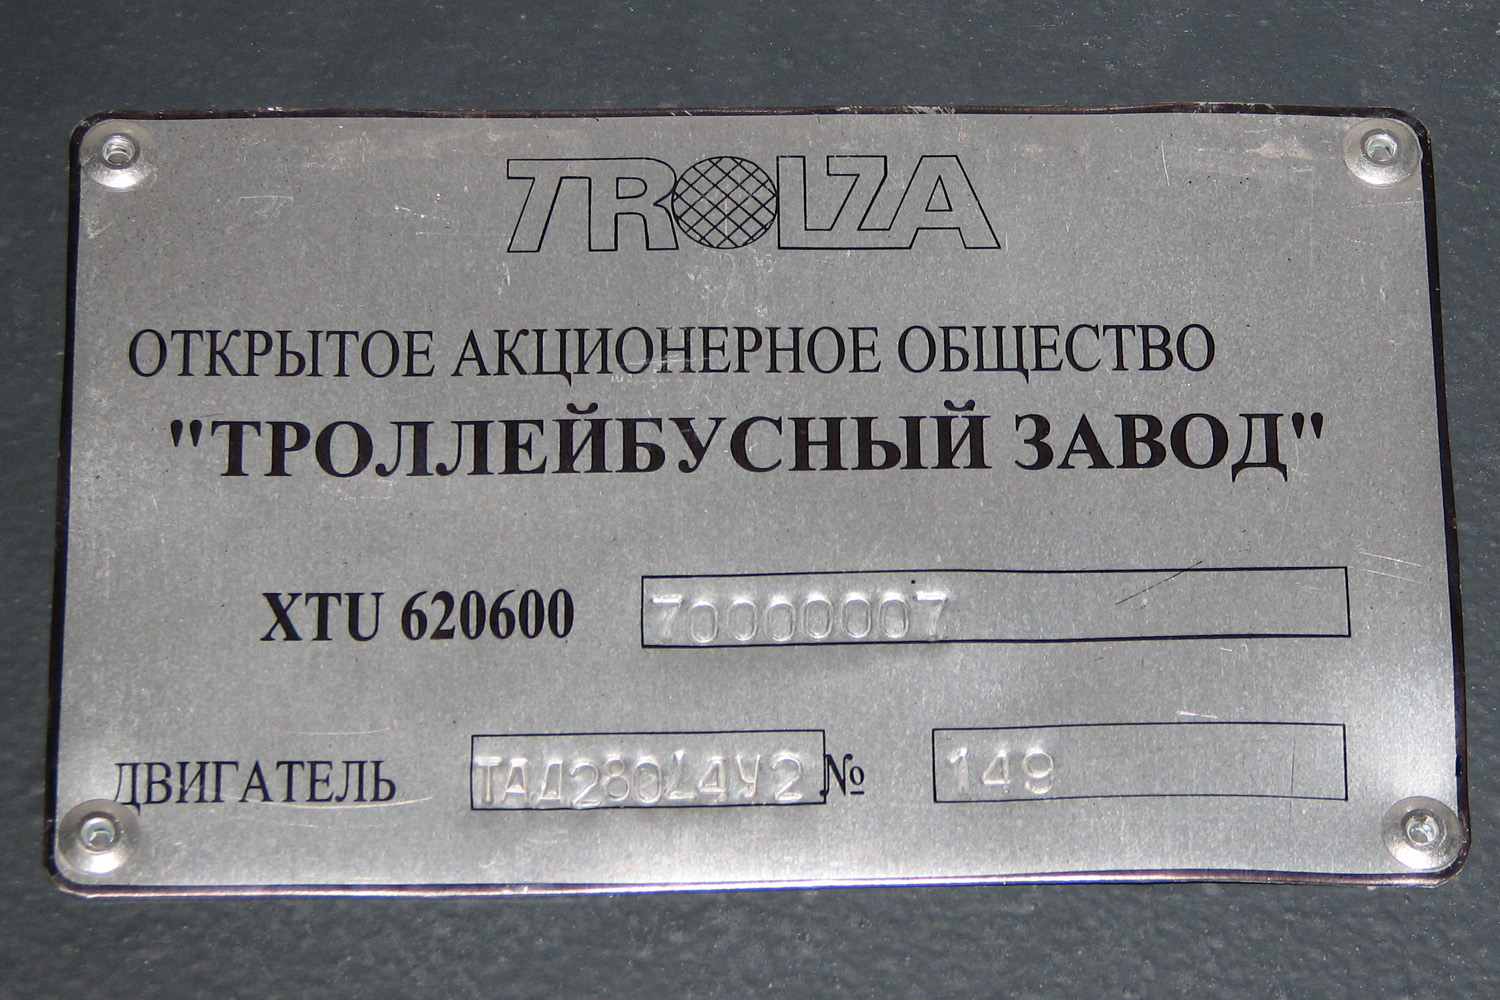 TROLZA
ОТКРЫТОЕ АКЦИОНЕРНОЕ ОБЩЕСТВО
"ТРОЛЛЕЙБУСНЫЙ ЗАВОД"
XTU 620600 70000007
ДВИГАТЕЛЬ ТАД280L4У2 № 149